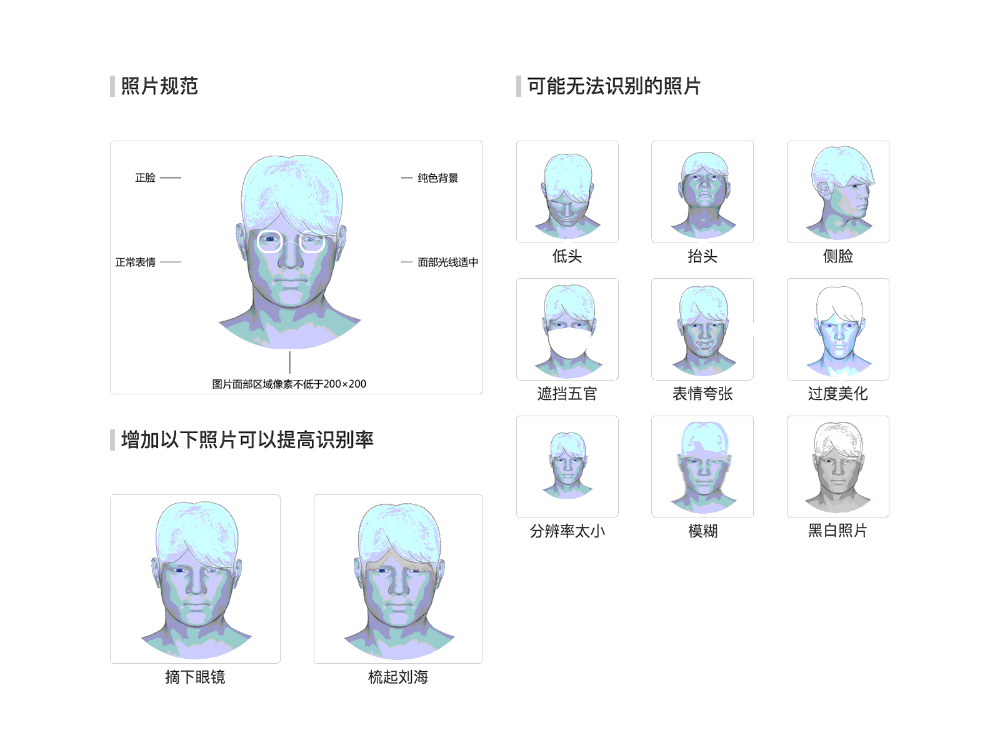 照片规范
正脸
纯色背景
正常表情
面部光线适中
图片面部区域像素不低于200×200
增加以下照片可以提高识别率
摘下眼镜
梳起刘海
可能无法识别的照片
低头
抬头
侧脸
遮挡五官
表情夸张
过度美化
分辨率太小
模糊
黑白照片